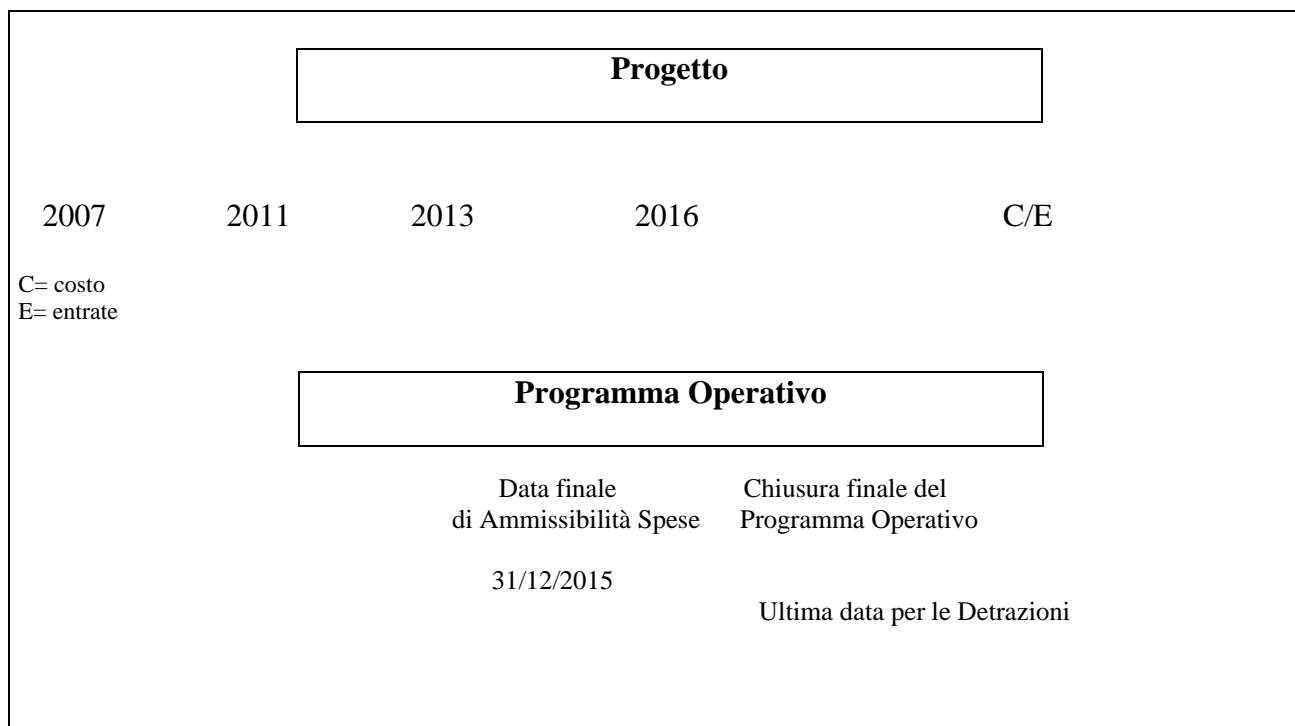 Progetto
2007 2011 2013 2016 C/E
C= costo
E= entrate
Programma Operativo
Data finale Chiusura finale del
di Ammissibilità Spese Programma Operativo
31/12/2015
Ultima data per le Detrazioni